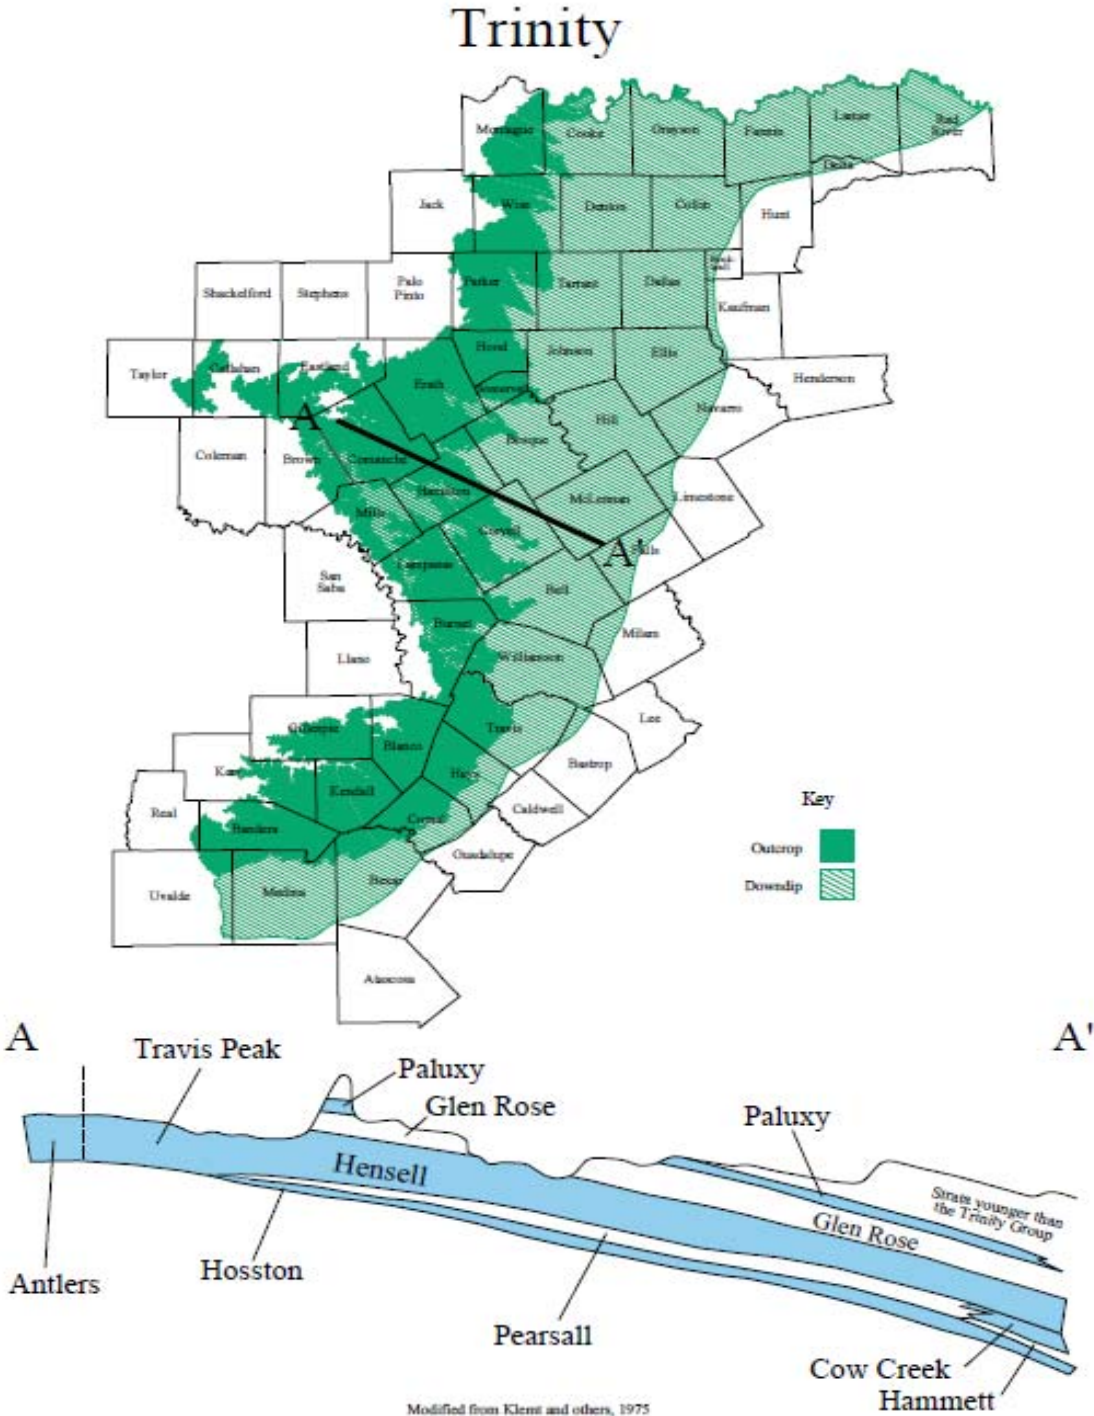 Trinity
Montague
Cooke
Grayson
Fannin
Lamar
Red
River
Delta
Jack
Wise
Denton
Collin
Hunt
Shackelford
Stephens
Palo
Pinto
Parker
Tarrant
Dallas
Rock-
wall
Kaufman
Taylor
Callahan
Eastland
Erath
Hood
Somervell
Johnson
Ellis
Henderson
A
Coleman
Brown
Comanche
Bosque
Hill
Navarro
Mills
Hamilton
McLennan
Limestone
Coryell
A'
Falls
San
Saba
Lampasas
Bell
Burnet
Milam
Llano
Williamson
Gillespie
Blanco
Travis
Lee
Kerr
Kendall
Hays
Bastrop
Real
Bandera
Comal
Caldwell
Guadalupe
Uvalde
Medina
Bexar
Atascosa
Key
Outcrop
Downdip
A
A'
Travis Peak
Paluxy
Glen Rose
Paluxy
Hensell
Strata younger than
the Trinity Group
Glen Rose
Antlers
Hosston
Pearsall
Cow Creek
Hammett
Modified from Klemt and others, 1975